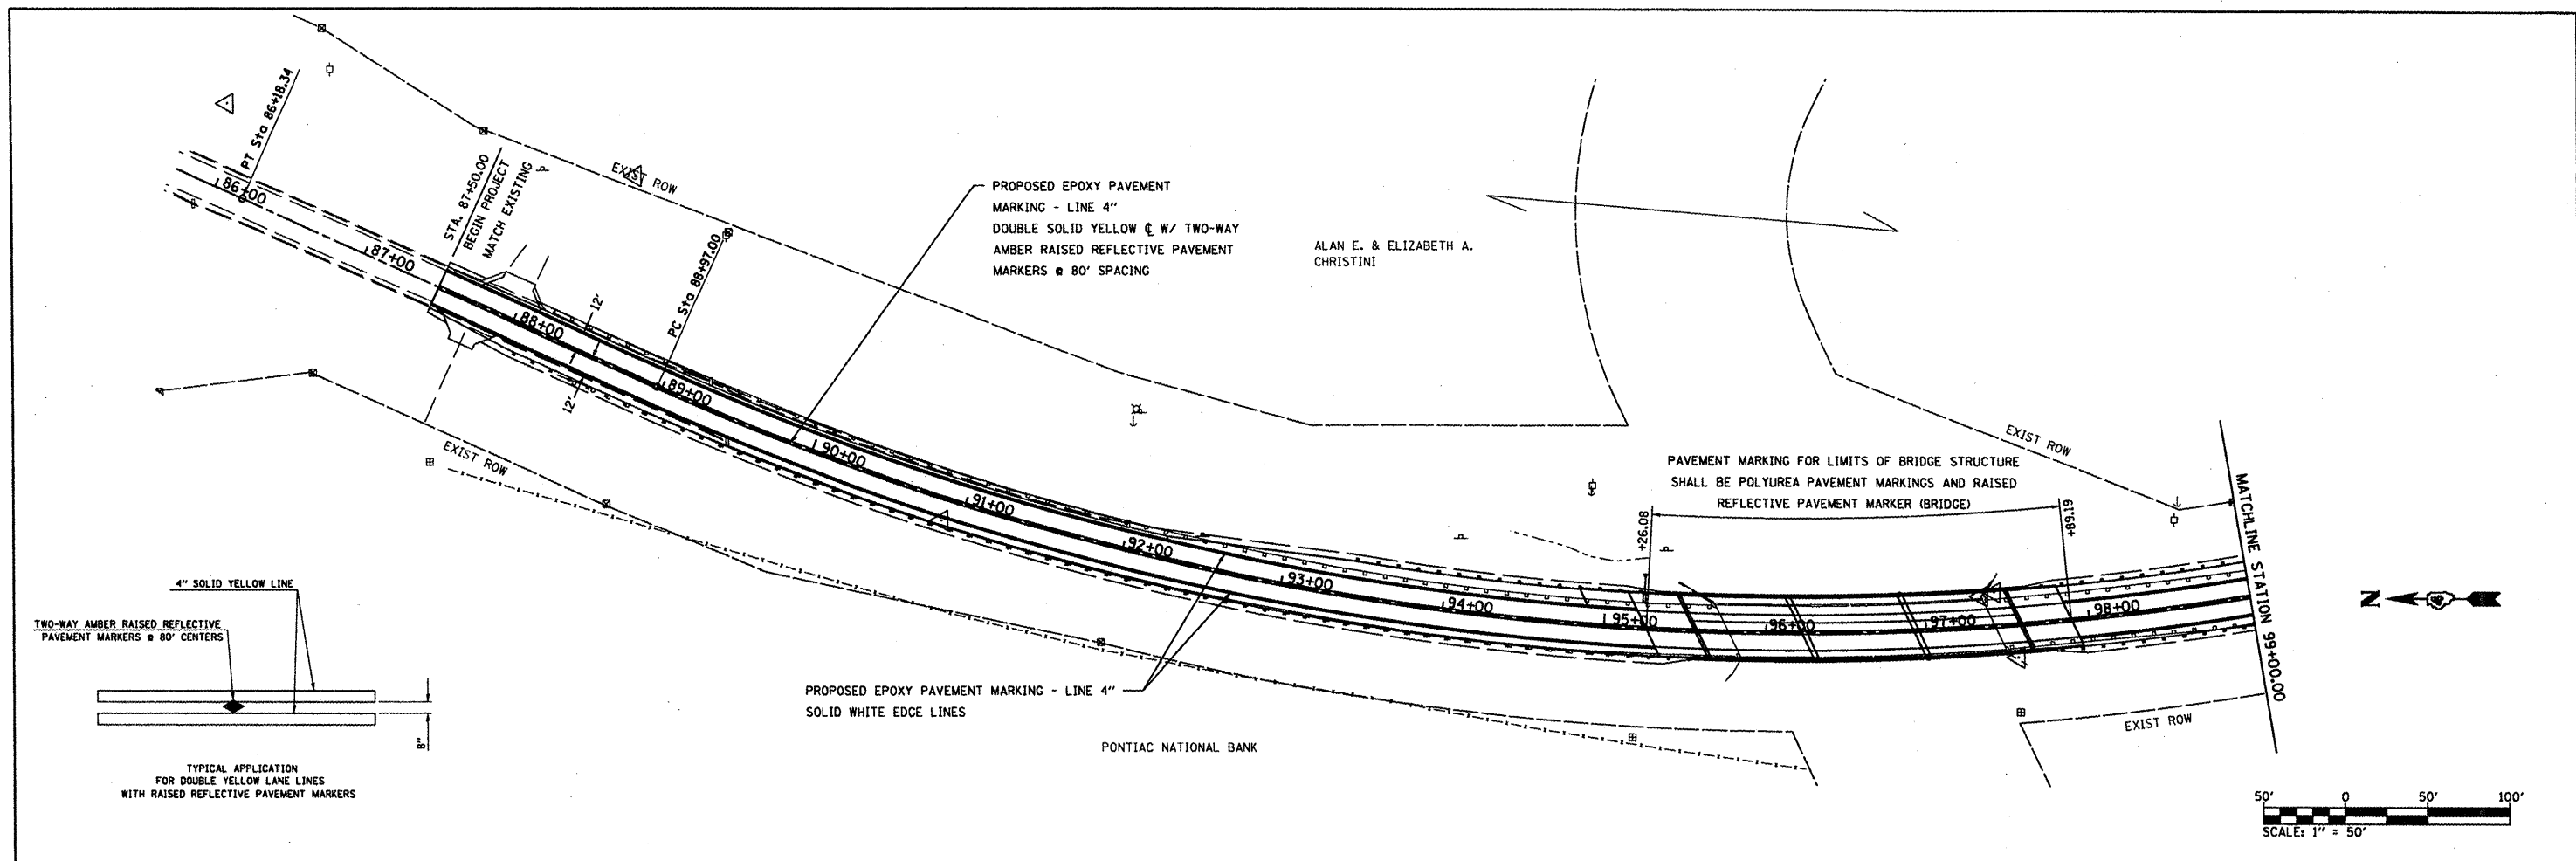 PT Sta 86+18.34
86+00
87+00
STA. 87+50.00
BEGIN PROJECT
MATCH EXISTING
EXIST ROW
PC Sta 88+97.00
12'
12'
88+00
89+00
90+00
91+00
92+00
93+00
94+00
95+00
96+00
97+00
98+00
PROPOSED EPOXY PAVEMENT
MARKING - LINE 4"
DOUBLE SOLID YELLOW ℄ W/ TWO-WAY
AMBER RAISED REFLECTIVE PAVEMENT
MARKERS @ 80' SPACING
ALAN E. & ELIZABETH A.
CHRISTINI
EXIST ROW
PAVEMENT MARKING FOR LIMITS OF BRIDGE STRUCTURE
SHALL BE POLYUREA PAVEMENT MARKINGS AND RAISED
REFLECTIVE PAVEMENT MARKER (BRIDGE)
+26.08
+89.19
MATCHLINE STATION 99+00.00
N
EXIST ROW
4" SOLID YELLOW LINE
TWO-WAY AMBER RAISED REFLECTIVE
PAVEMENT MARKERS @ 80' CENTERS
8"
TYPICAL APPLICATION
FOR DOUBLE YELLOW LANE LINES
WITH RAISED REFLECTIVE PAVEMENT MARKERS
PROPOSED EPOXY PAVEMENT MARKING - LINE 4"
SOLID WHITE EDGE LINES
PONTIAC NATIONAL BANK
EXIST ROW
50' 0 50' 100'
SCALE: 1" = 50'